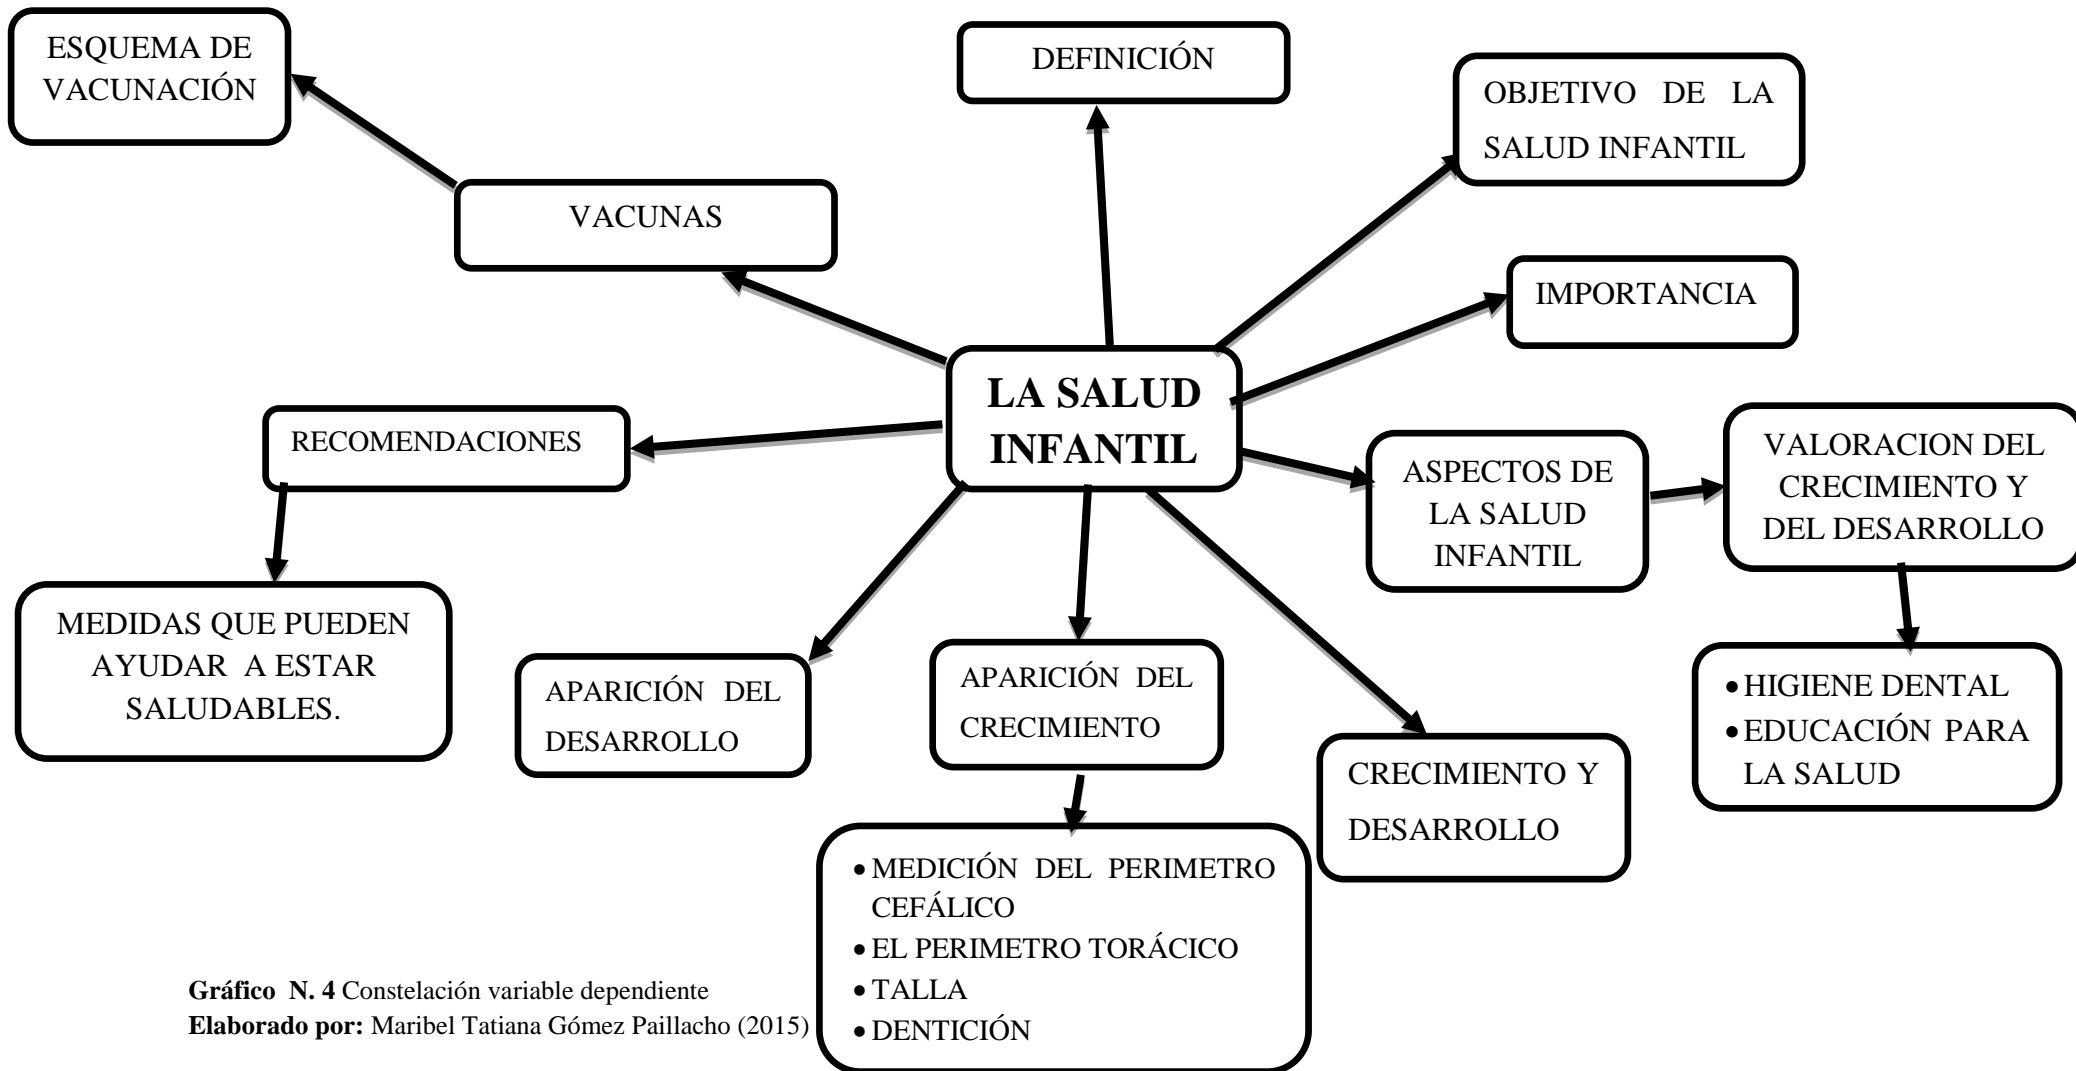 ESQUEMA DE
VACUNACIÓN
DEFINICIÓN
OBJETIVO DE LA
SALUD INFANTIL
VACUNAS
IMPORTANCIA
LA SALUD
INFANTIL
RECOMENDACIONES
ASPECTOS DE
LA SALUD
INFANTIL
VALORACION DEL
CRECIMIENTO Y
DEL DESARROLLO
MEDIDAS QUE PUEDEN
AYUDAR A ESTAR
SALUDABLES.
APARICIÓN DEL
DESARROLLO
APARICIÓN DEL
CRECIMIENTO
CRECIMIENTO Y
DESARROLLO
• HIGIENE DENTAL
• EDUCACIÓN PARA
LA SALUD
• MEDICIÓN DEL PERIMETRO
CEFÁLICO
• EL PERIMETRO TORÁCICO
• TALLA
• DENTICIÓN
Gráfico N. 4 Constelación variable dependiente
Elaborado por: Maribel Tatiana Gómez Paillacho (2015)